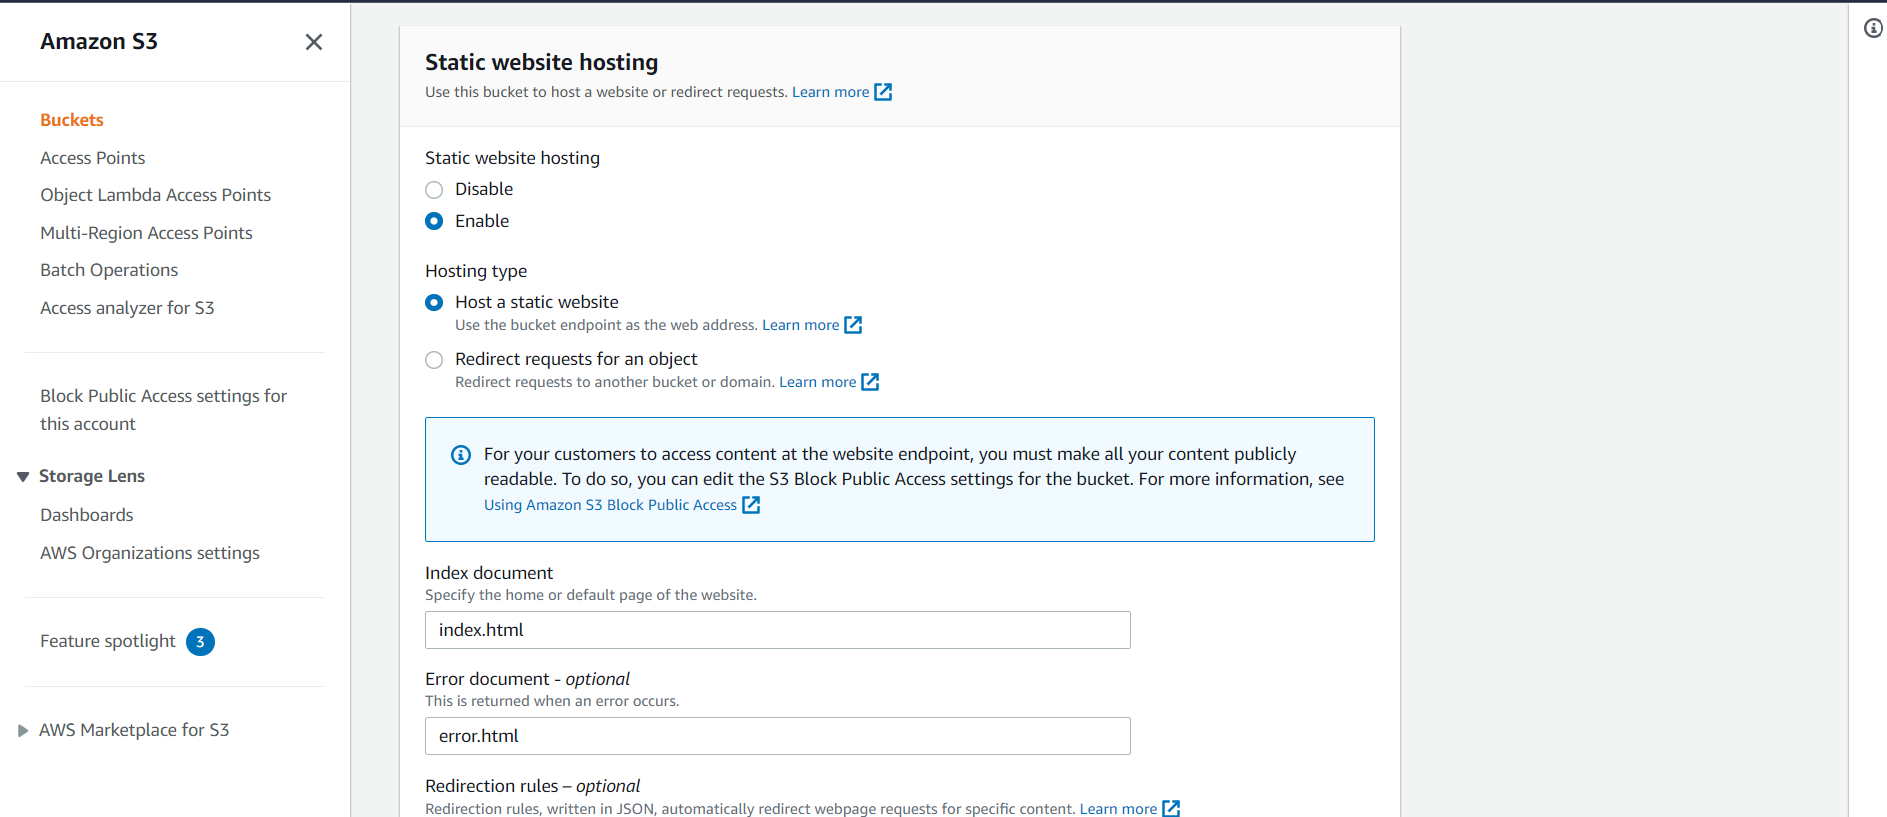 Amazon S3
Buckets
Access Points
Object Lambda Access Points
Multi-Region Access Points
Batch Operations
Access analyzer for S3
Block Public Access settings for
this account
Storage Lens
Dashboards
AWS Organizations settings
Feature spotlight 3
AWS Marketplace for S3
Static website hosting
Use this bucket to host a website or redirect requests. Learn more
Static website hosting
Disable
Enable
Hosting type
Host a static website
Use the bucket endpoint as the web address. Learn more
Redirect requests for an object
Redirect requests to another bucket or domain. Learn more
For your customers to access content at the website endpoint, you must make all your content publicly
readable. To do so, you can edit the S3 Block Public Access settings for the bucket. For more information, see
Using Amazon S3 Block Public Access
Index document
Specify the home or default page of the website.
index.html
Error document - optional
This is returned when an error occurs.
error.html
Redirection rules – optional
Redirection rules, written in JSON, automatically redirect webpage requests for specific content. Learn more